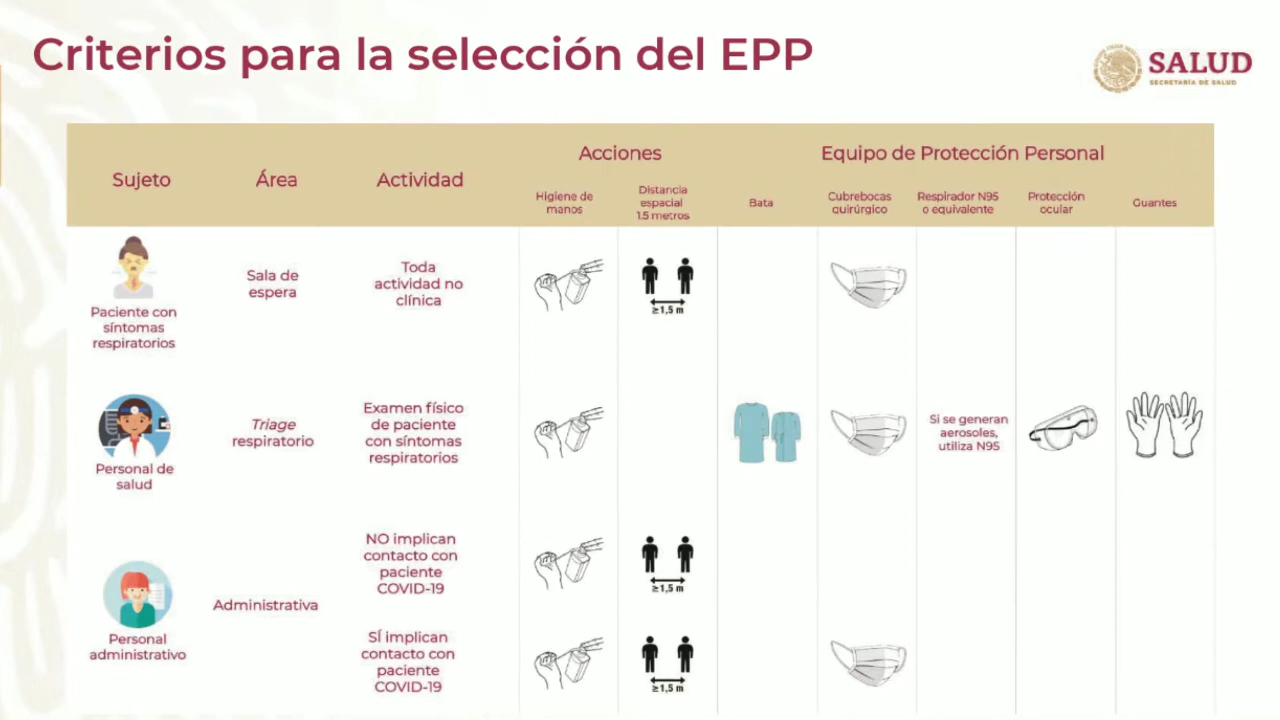 Criterios para la selección del EPP
SALUD
SECRETARÍA DE SALUD
Acciones
Equipo de Protección Personal
Sujeto
Área
Actividad
Higiene de
manos
Distancia
espacial
1.5 metros
Bata
Cubrebocas
quirúrgico
Respirador N95
o equivalente
Protección
ocular
Guantes
Paciente con
síntomas
respiratorios
Sala de
espera
Toda
actividad no
clínica
≥1,5 m
Personal de
salud
Triage
respiratorio
Examen físico
de paciente
con síntomas
respiratorios
Si se generan
aerosoles,
utiliza N95
Personal
administrativo
Administrativa
NO implican
contacto con
paciente
COVID-19
≥1,5 m
SÍ implican
contacto con
paciente
COVID-19
≥1,5 m